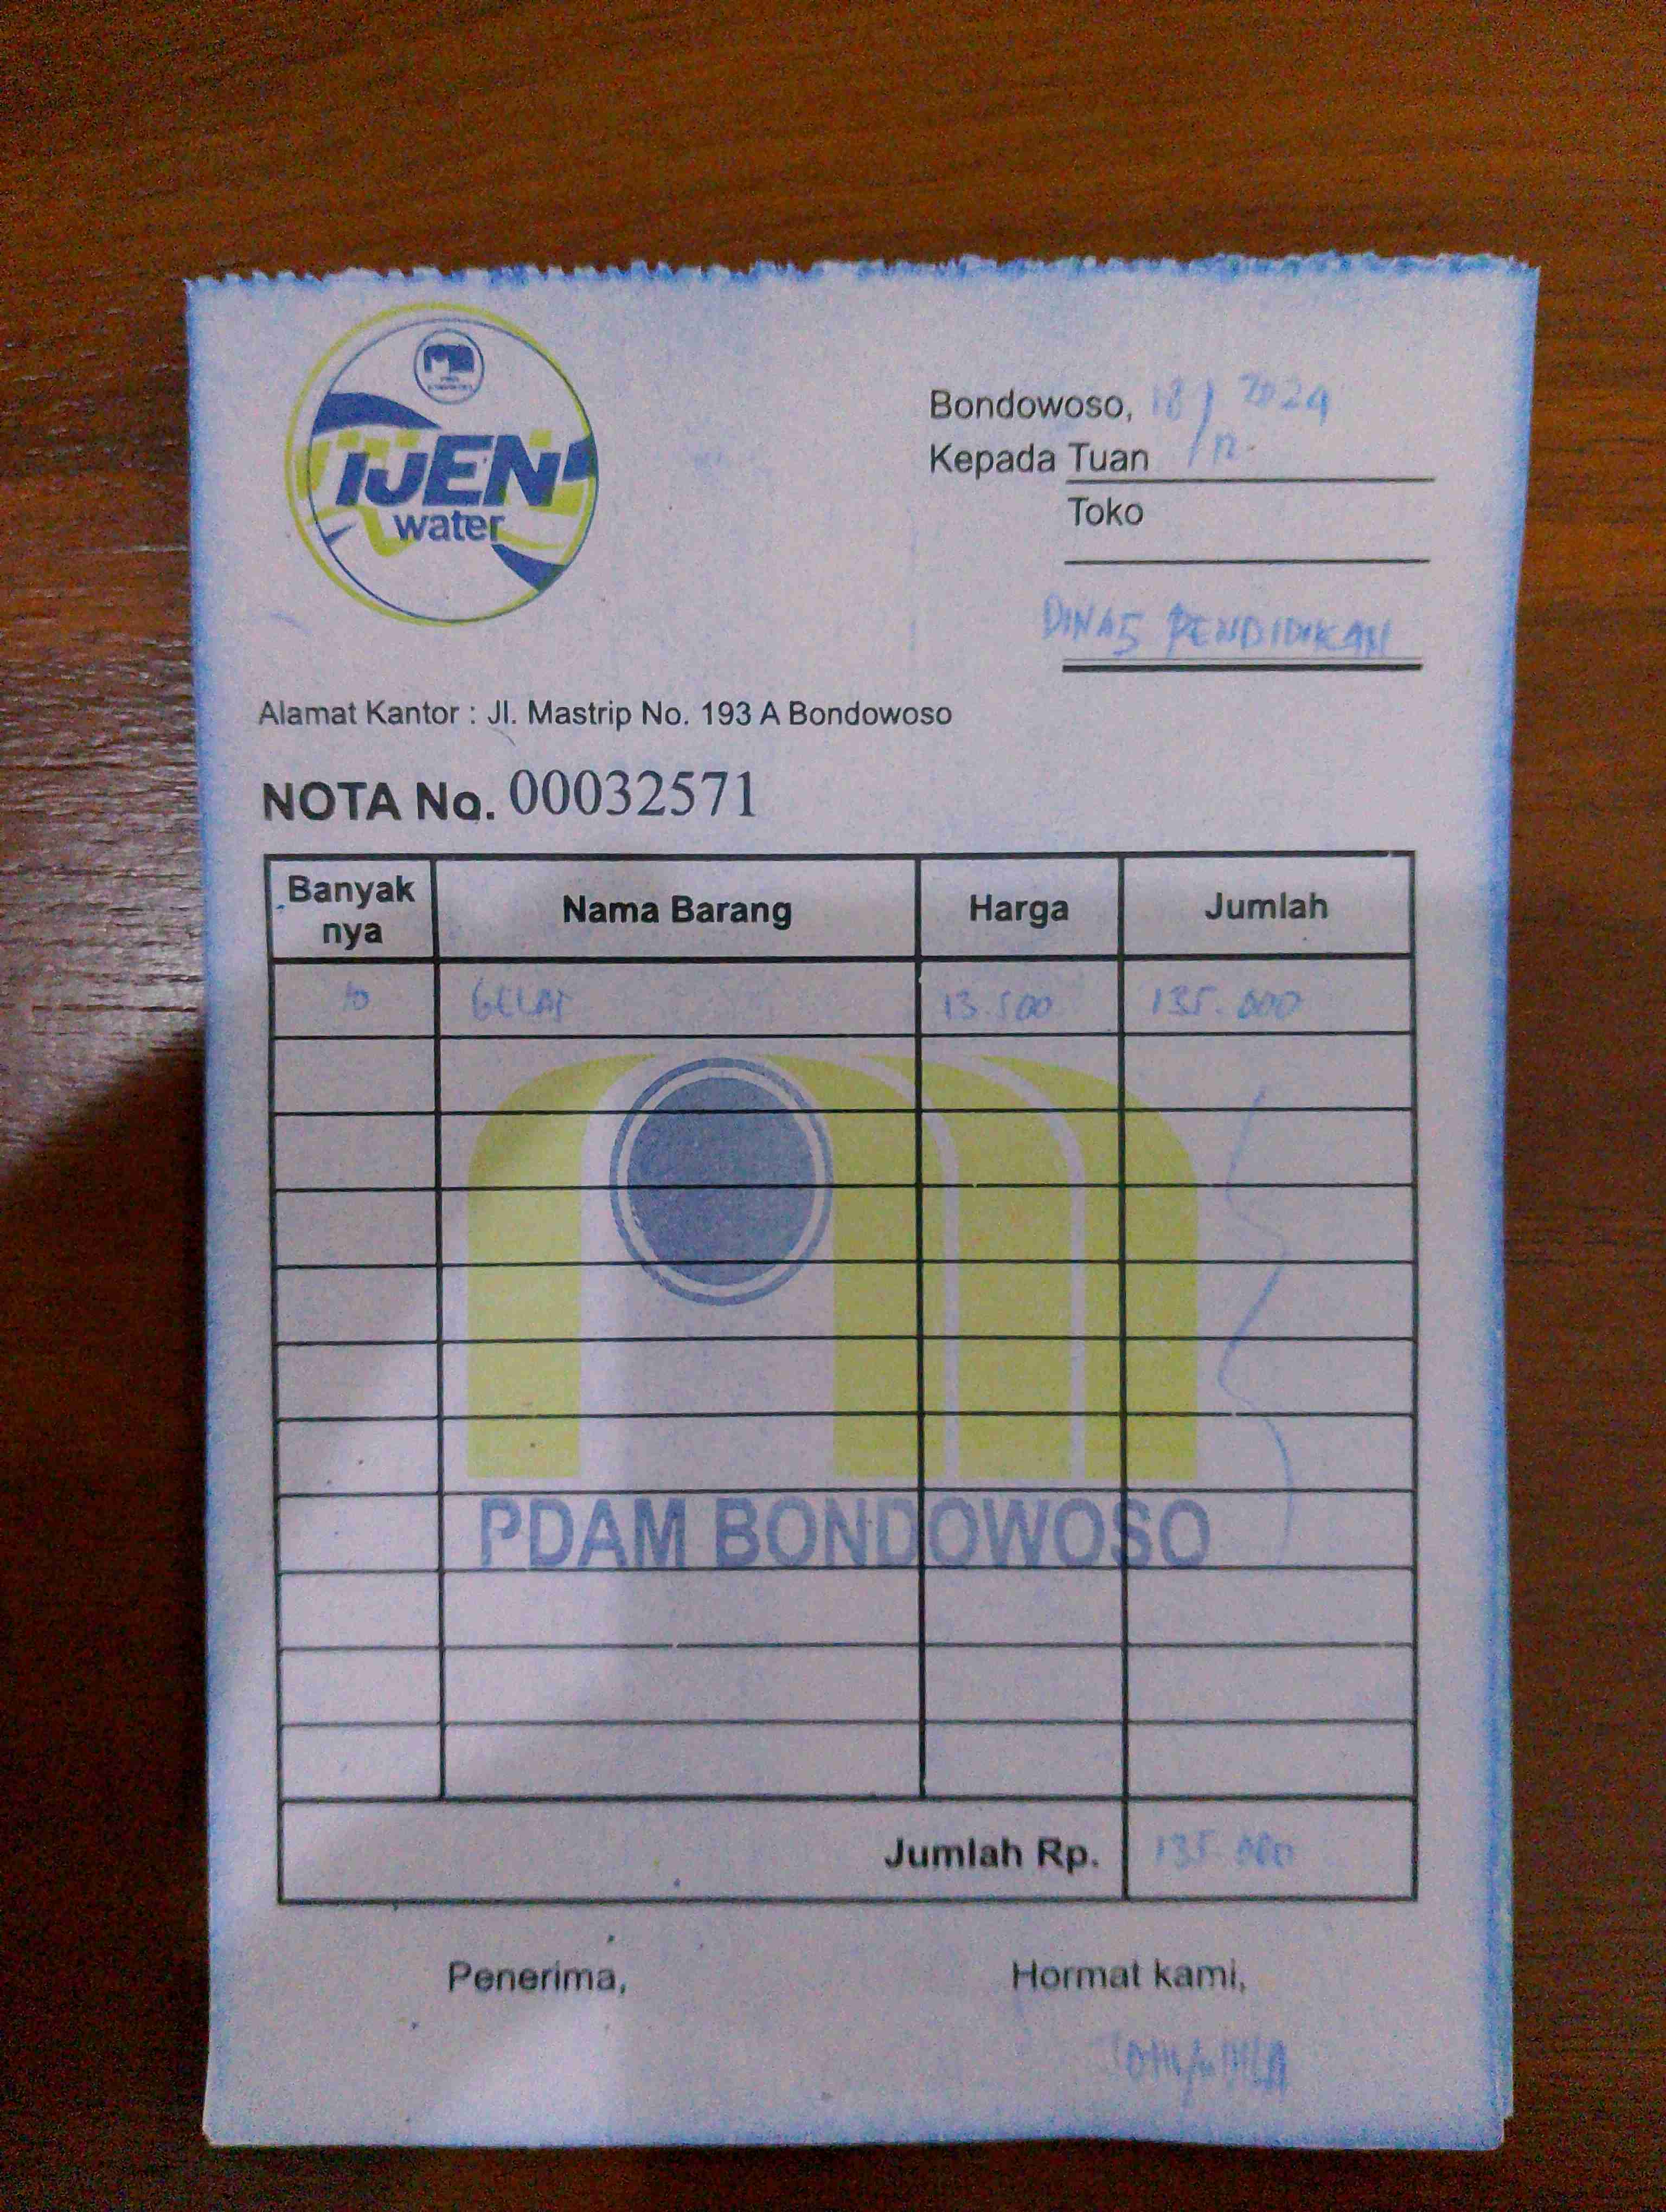 IJEN
water
Bondowoso, 18/12. 2024
Kepada Tuan
Toko
DINAS PENDIDIKAN
Alamat Kantor : Jl. Mastrip No. 193 A Bondowoso
NOTA No. 00032571
Banyak nya Nama Barang Harga Jumlah
10 GELAS 13.500 135.000
PDAM BONDOWOSO
Jumlah Rp. 135.000
Penerima, Hormat kami,